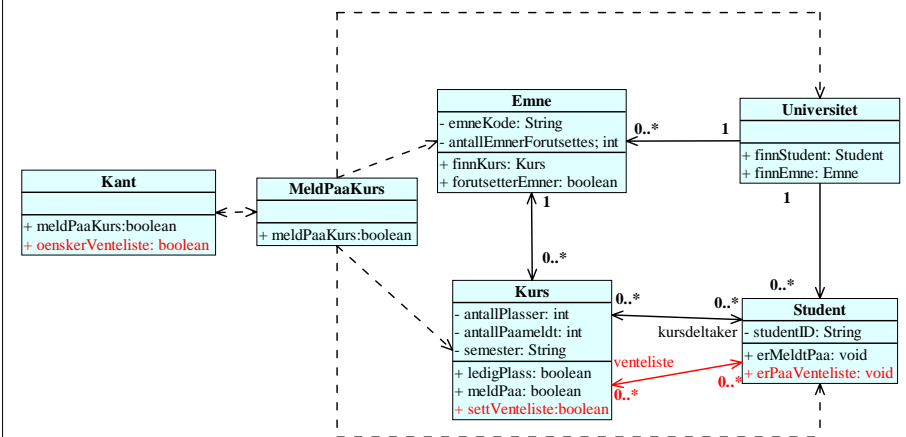 Emne
- emneKode: String
- antallEmnerForutsettes; int
+ finnKurs: Kurs
+ forutsetterEmner: boolean
0..*
1
Universitet
+ finnStudent: Student
+ finnEmne: Emne
1
Kant
+ meldPaaKurs:boolean
+ oenskerVenteliste: boolean
MeldPaaKurs
+ meldPaaKurs:boolean
1
0..*
Kurs
- antallPlasser: int
- antallPaameldt: int
- semester: String
+ ledigPlass: boolean
+ meldPaa: boolean
+ settVenteliste:boolean
0..*
0..*
kursdeltaker
venteliste
0..*
0..*
0..*
Student
- studentID: String
+ erMeldtPaa: void
+ erPaaVenteliste: void